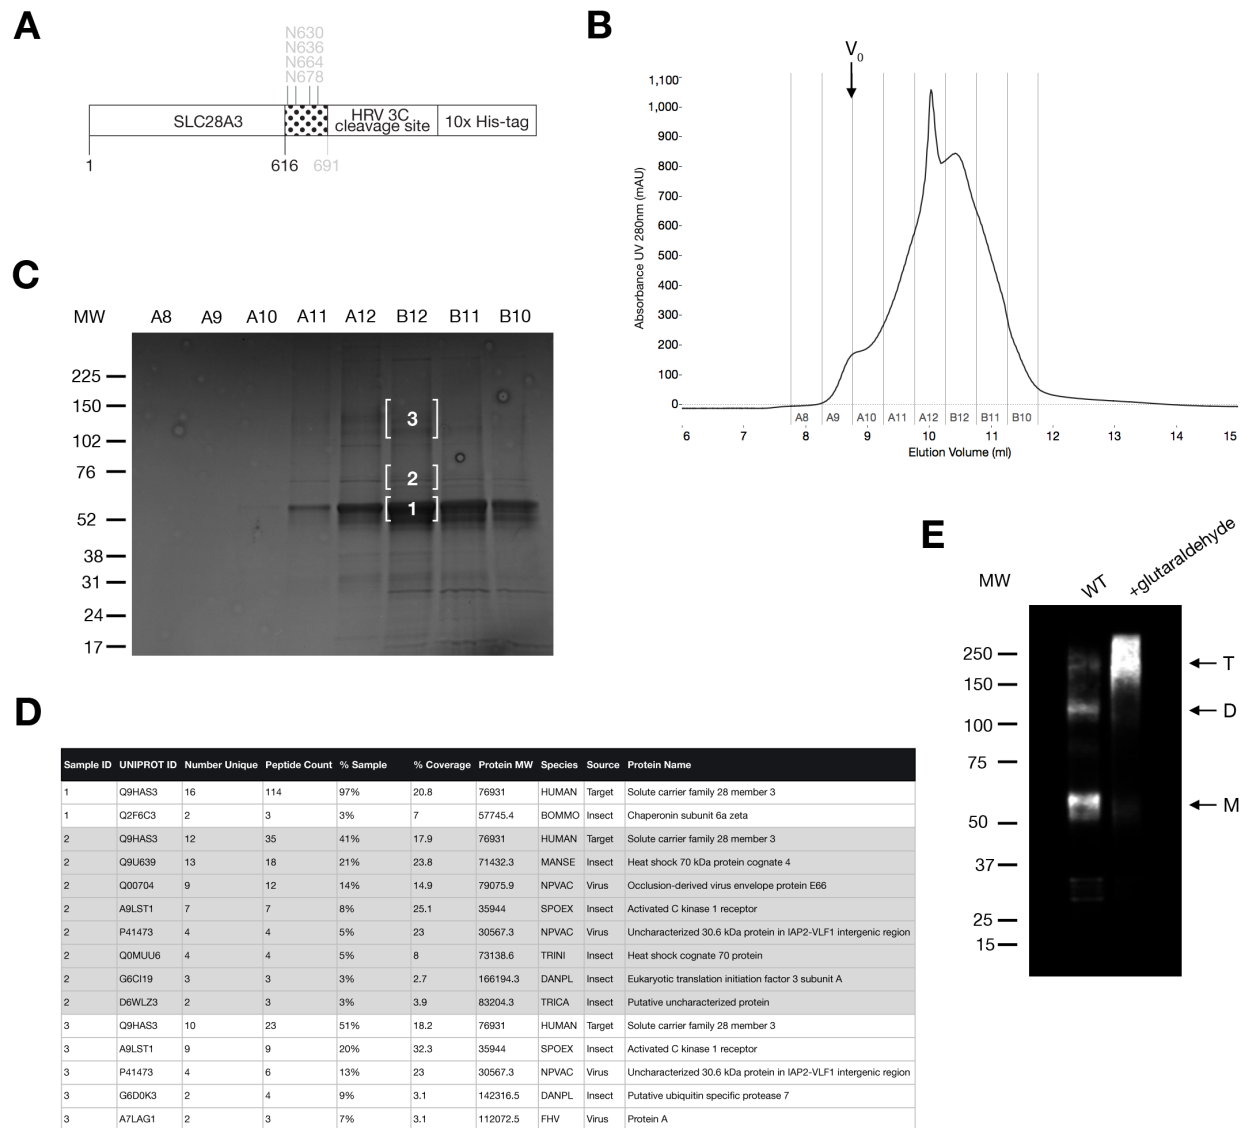 A
N630
N636
N664
N678
SLC28A3
HRV 3C
cleavage site
10x His-tag
1
616
691
B
V0
1,100
1,000
900
800
700
600
500
400
300
200
100
0
Absorbance UV 280nm (mAU)
A8 A9 A10 A11 A12 B12 B11 B10
6 7 8 9 10 11 12 13 14 15
Elution Volume (ml)
C
MW A8 A9 A10 A11 A12 B12 B11 B10
225
150
102
76
52
38
31
24
17
3
2
1
D
Sample ID UNIPROT ID Number Unique Peptide Count % Sample % Coverage Protein MW Species Source Protein Name
1 Q9HAS3 16 114 97% 20.8 76931 HUMAN Target Solute carrier family 28 member 3
1 Q2F6C3 2 3 3% 7 57745.4 BOMMO Insect Chaperonin subunit 6a zeta
2 Q9HAS3 12 35 41% 17.9 76931 HUMAN Target Solute carrier family 28 member 3
2 Q9U639 13 18 21% 23.8 71432.3 MANSE Insect Heat shock 70 kDa protein cognate 4
2 Q00704 9 12 14% 14.9 79075.9 NPVAC Virus Occlusion-derived virus envelope protein E66
2 A9LST1 7 7 8% 25.1 35944 SPOEX Insect Activated C kinase 1 receptor
2 P41473 4 4 5% 23 30567.3 NPVAC Virus Uncharacterized 30.6 kDa protein in IAP2-VLF1 intergenic region
2 Q0MUU6 4 4 5% 8 73138.6 TRINI Insect Heat shock cognate 70 protein
2 G6CI19 3 3 3% 2.7 166194.3 DANPL Insect Eukaryotic translation initiation factor 3 subunit A
2 D6WLZ3 2 3 3% 3.9 83204.3 TRICA Insect Putative uncharacterized protein
3 Q9HAS3 10 23 51% 18.2 76931 HUMAN Target Solute carrier family 28 member 3
3 A9LST1 9 9 20% 32.3 35944 SPOEX Insect Activated C kinase 1 receptor
3 P41473 4 6 13% 23 30567.3 NPVAC Virus Uncharacterized 30.6 kDa protein in IAP2-VLF1 intergenic region
3 G6D0K3 2 4 9% 3.1 142316.5 DANPL Insect Putative ubiquitin specific protease 7
3 A7LAG1 2 3 7% 3.1 112072.5 FHV Virus Protein A
E
MW WT +glutaraldehyde
250
150
100
75
50
37
25
15
T
D
M